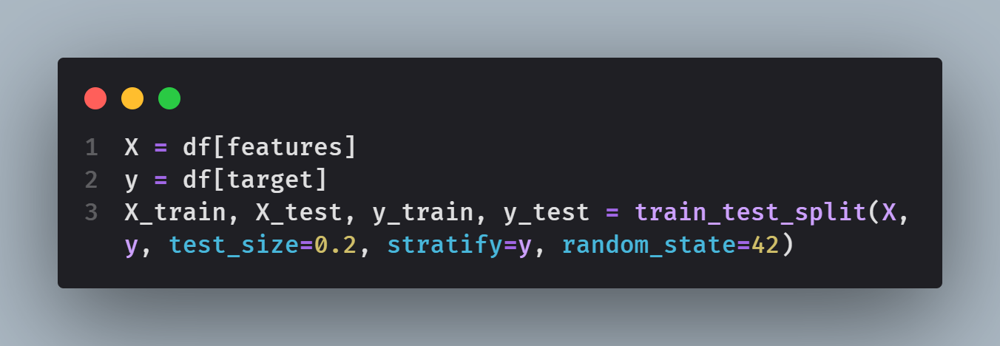 1 X = df[features]
2 y = df[target]
3 X_train, X_test, y_train, y_test = train_test_split(X,
y, test_size=0.2, stratify=y, random_state=42)